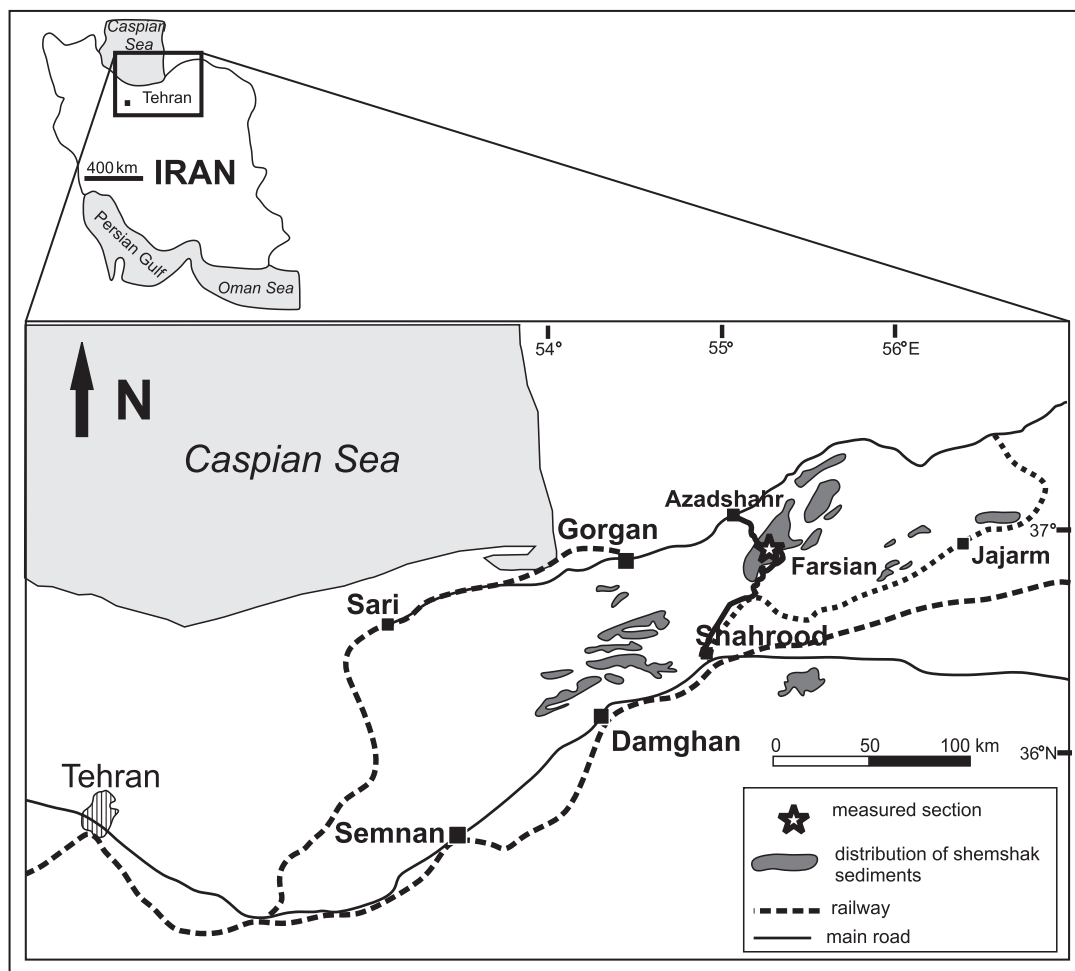 Caspian
Sea
Tehran
400 km
IRAN
Persian Gulf
Oman Sea
54°
55°
56°E
N
Caspian Sea
Azadshahr
Gorgan
37°
Farsian
Jajarm
Sari
Shahrood
Damghan
0 50 100 km
36°N
Tehran
Semnan
measured section
distribution of shemshak
sediments
railway
main road